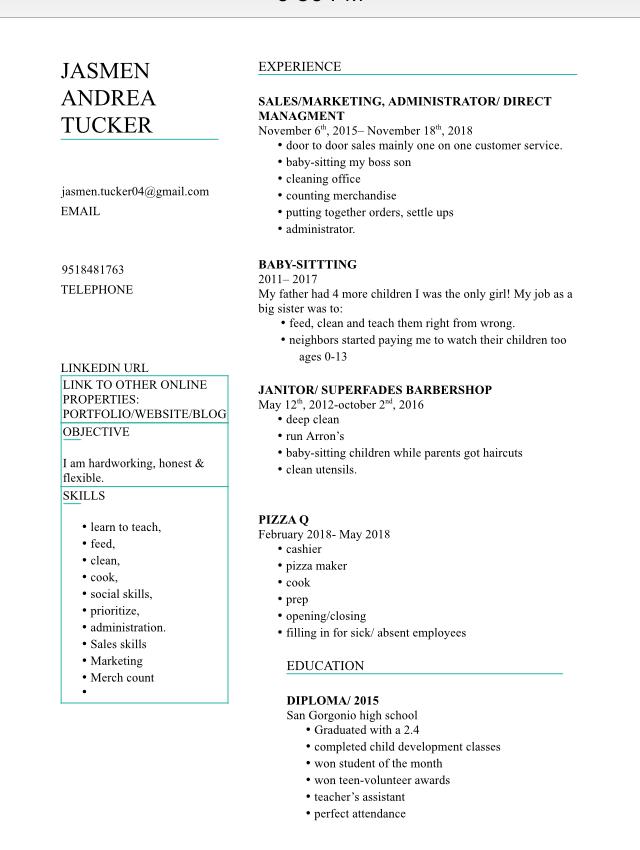 JASMEN
ANDREA
TUCKER
jasmen.tucker04@gmail.com
EMAIL
9518481763
TELEPHONE
LINKEDIN URL
LINK TO OTHER ONLINE
PROPERTIES:
PORTFOLIO/WEBSITE/BLOG
OBJECTIVE
I am hardworking, honest &
flexible.
SKILLS
• learn to teach,
• feed,
• clean,
• cook,
• social skills,
• prioritize,
• administration.
• Sales skills
• Marketing
• Merch count
•
EXPERIENCE
SALES/MARKETING, ADMINISTRATOR/ DIRECT
MANAGMENT
November 6th, 2015– November 18th, 2018
• door to door sales mainly one on one customer service.
• baby-sitting my boss son
• cleaning office
• counting merchandise
• putting together orders, settle ups
• administrator.
BABY-SITTTING
2011– 2017
My father had 4 more children I was the only girl! My job as a
big sister was to:
• feed, clean and teach them right from wrong.
• neighbors started paying me to watch their children too
ages 0-13
JANITOR/ SUPERFADES BARBERSHOP
May 12th, 2012-october 2nd, 2016
• deep clean
• run Arron’s
• baby-sitting children while parents got haircuts
• clean utensils.
PIZZA Q
February 2018- May 2018
• cashier
• pizza maker
• cook
• prep
• opening/closing
• filling in for sick/ absent employees
EDUCATION
DIPLOMA/ 2015
San Gorgonio high school
• Graduated with a 2.4
• completed child development classes
• won student of the month
• won teen-volunteer awards
• teacher’s assistant
• perfect attendance